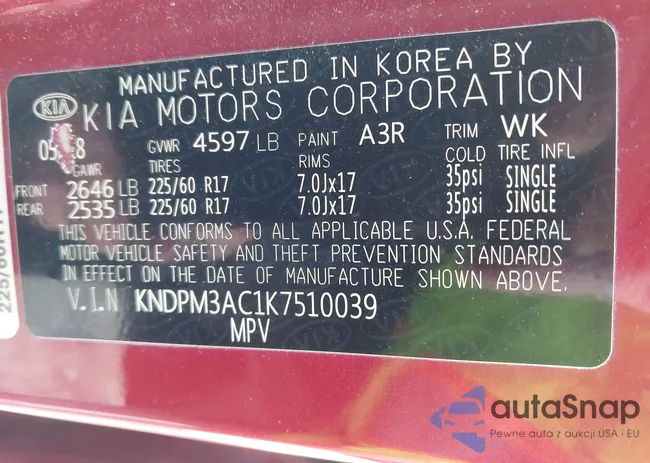 MANUFACTURED IN KOREA BY
KIA KIA MOTORS CORPORATION
GVWR 4597 LB PAINT A3R TRIM WK
GAWR TIRES RIMS COLD TIRE INFL
FRONT 2646 LB 225/60 R17 7.0Jx17 35psi SINGLE
REAR 2535 LB 225/60 R17 7.0Jx17 35psi SINGLE
THIS VEHICLE CONFORMS TO ALL APPLICABLE U.S.A. FEDERAL
MOTOR VEHICLE SAFETY AND THEFT PREVENTION STANDARDS
IN EFFECT ON THE DATE OF MANUFACTURE SHOWN ABOVE.
V.I.N KNDPM3AC1K7510039
MPV
autaSnap
Pewne auta z aukcji USA i EU